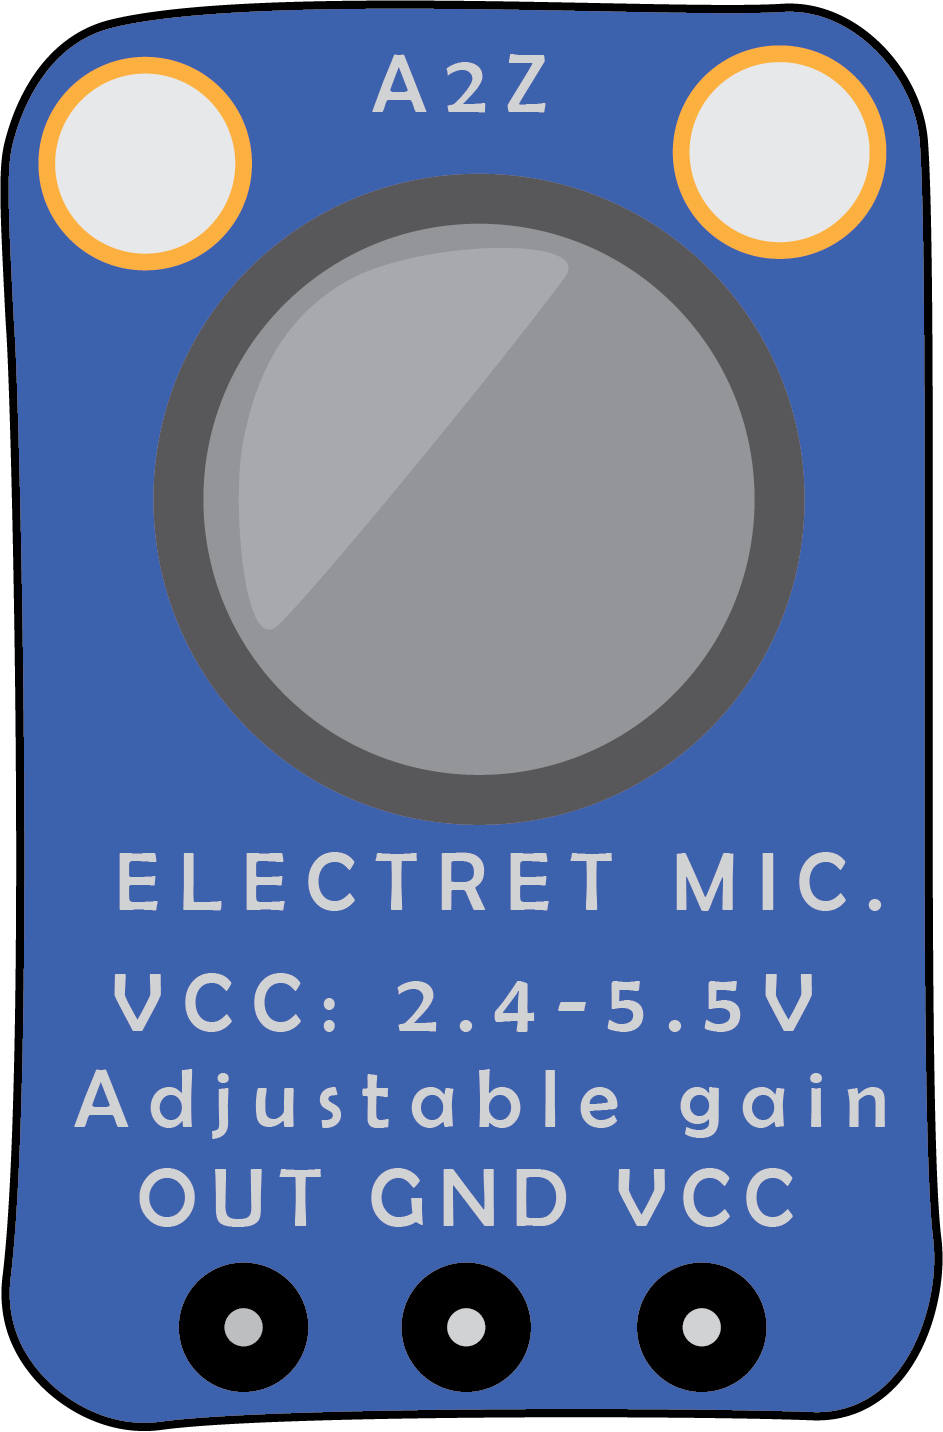 A2Z
ELECTRET MIC.
VCC: 2.4-5.5V
Adjustable gain
OUT GND VCC